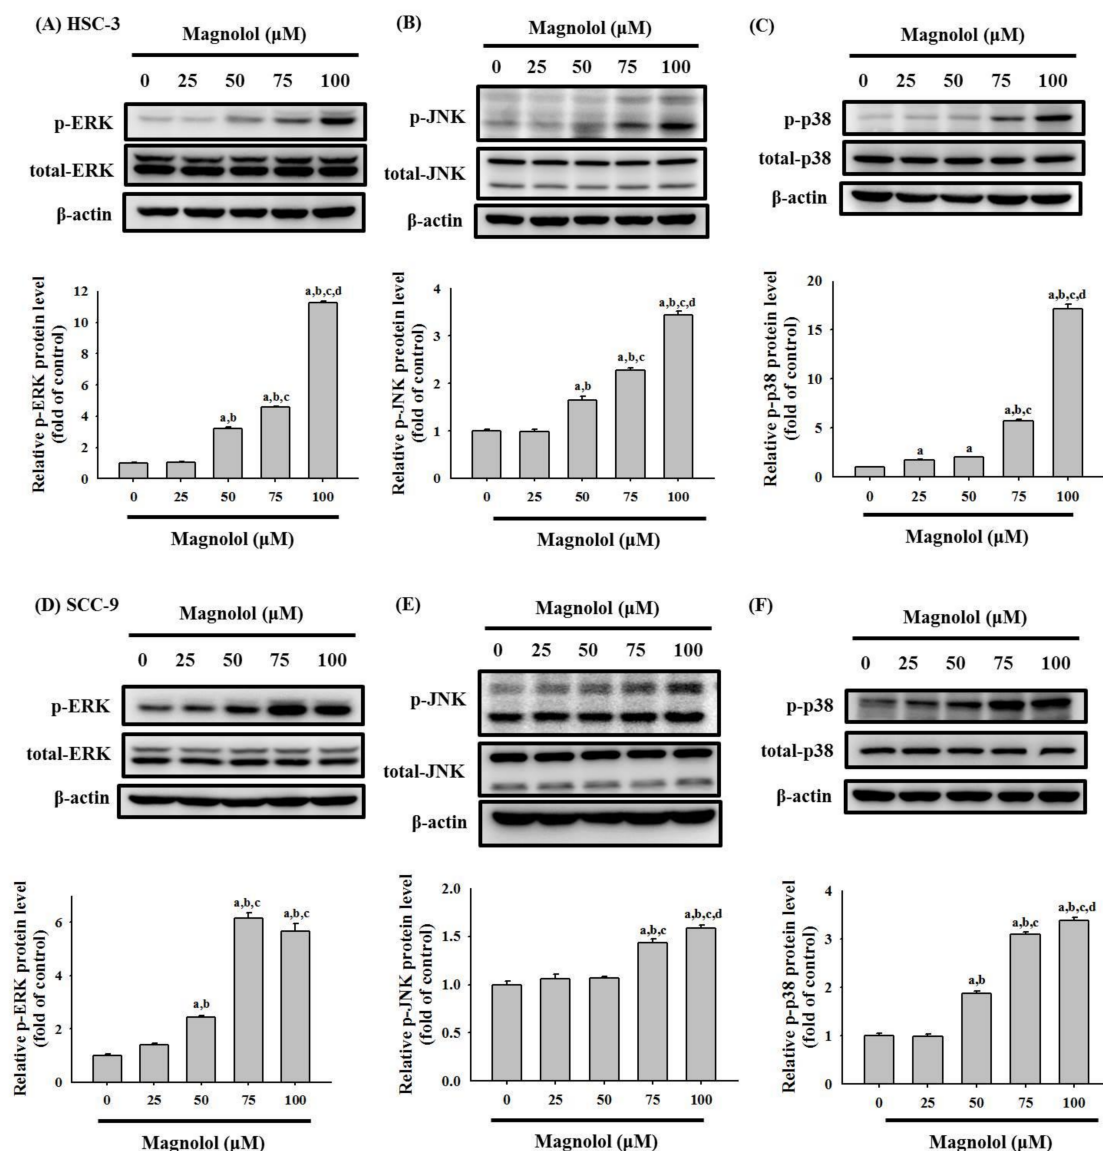 (A) HSC-3
Magnolol (μM)
0 25 50 75 100
p-ERK
total-ERK
β-actin
(B)
Magnolol (μM)
0 25 50 75 100
p-JNK
total-JNK
β-actin
(C)
Magnolol (μM)
0 25 50 75 100
p-p38
total-p38
β-actin
Relative p-ERK protein level
(fold of control)
12
10
8
6
4
2
0
a,b
a,b,c
a,b,c,d
0 25 50 75 100
Magnolol (μM)
Relative p-JNK preotein level
(fold of control)
4
3
2
1
0
a,b
a,b,c
a,b,c,d
0 25 50 75 100
Magnolol (μM)
Relative p-p38 protein level
(fold of control)
20
15
10
5
0
a
a
a,b,c
a,b,c,d
0 25 50 75 100
Magnolol (μM)
(D) SCC-9
Magnolol (μM)
0 25 50 75 100
p-ERK
total-ERK
β-actin
(E)
Magnolol (μM)
0 25 50 75 100
p-JNK
total-JNK
β-actin
(F)
Magnolol (μM)
0 25 50 75 100
p-p38
total-p38
β-actin
Relative p-ERK protein level
(fold of control)
6
4
2
0
a,b
a,b,c
a,b,c
0 25 50 75 100
Magnolol (μM)
Relative p-JNK protein level
(fold of control)
2.0
1.5
1.0
0.5
0.0
a,b,c
a,b,c,d
0 25 50 75 100
Magnolol (μM)
Relative p-p38 protein level
(fold of control)
4
3
2
1
0
a,b
a,b,c
a,b,c,d
0 25 50 75 100
Magnolol (μM)